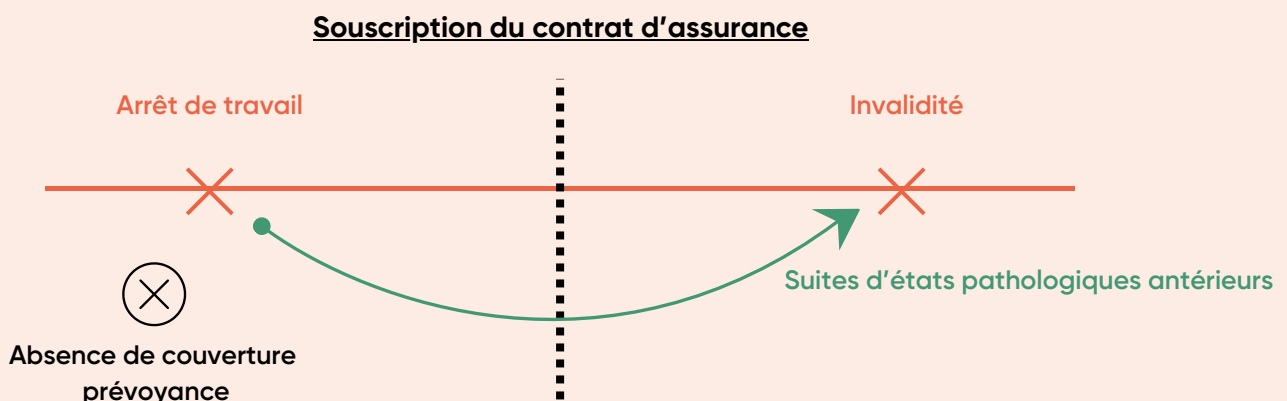 Souscription du contrat d’assurance
Arrêt de travail
Invalidité
Suites d’états pathologiques antérieurs
Absence de couverture
prévoyance